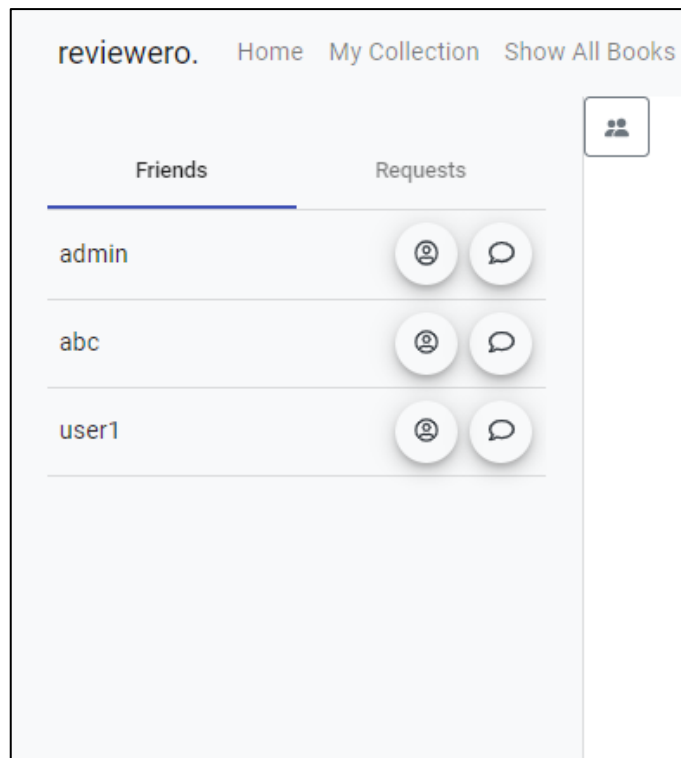 reviewero. Home My Collection Show All Books
Friends Requests
admin
abc
user1